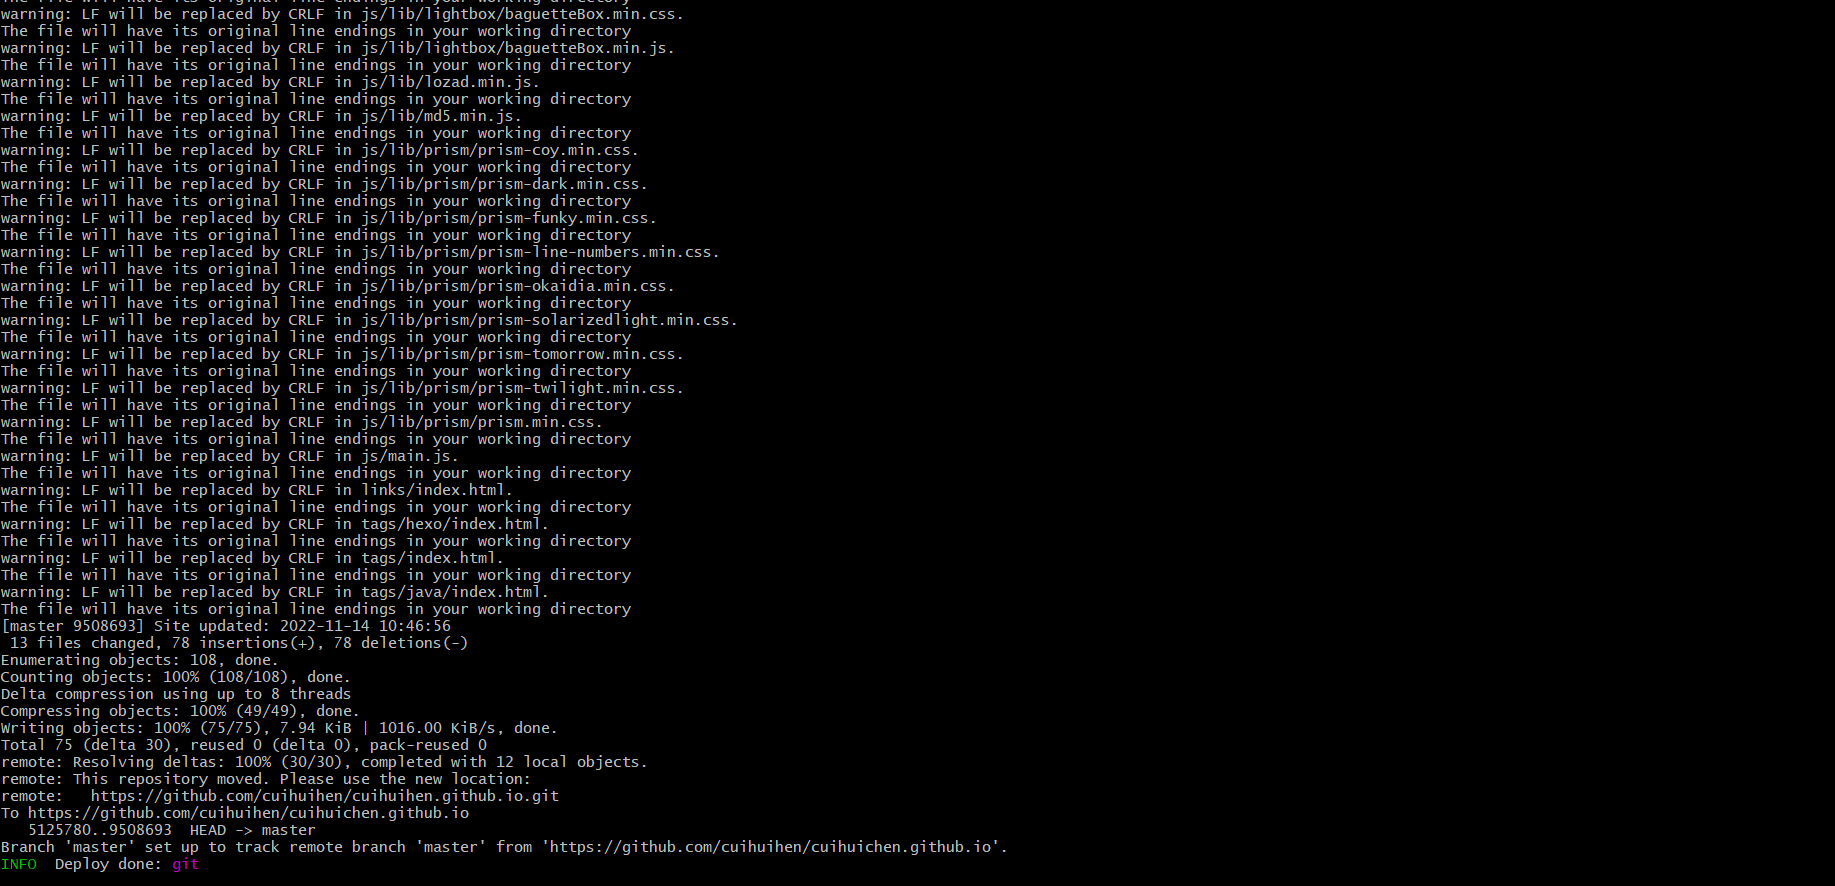 The file will have its original line endings in your working directory
warning: LF will be replaced by CRLF in js/lib/lightbox/baguetteBox.min.css.
The file will have its original line endings in your working directory
warning: LF will be replaced by CRLF in js/lib/lightbox/baguetteBox.min.js.
The file will have its original line endings in your working directory
warning: LF will be replaced by CRLF in js/lib/lozad.min.js.
The file will have its original line endings in your working directory
warning: LF will be replaced by CRLF in js/lib/md5.min.js.
The file will have its original line endings in your working directory
warning: LF will be replaced by CRLF in js/lib/prism/prism-coy.min.css.
The file will have its original line endings in your working directory
warning: LF will be replaced by CRLF in js/lib/prism/prism-dark.min.css.
The file will have its original line endings in your working directory
warning: LF will be replaced by CRLF in js/lib/prism/prism-funky.min.css.
The file will have its original line endings in your working directory
warning: LF will be replaced by CRLF in js/lib/prism/prism-line-numbers.min.css.
The file will have its original line endings in your working directory
warning: LF will be replaced by CRLF in js/lib/prism/prism-okaidia.min.css.
The file will have its original line endings in your working directory
warning: LF will be replaced by CRLF in js/lib/prism/prism-solarizedlight.min.css.
The file will have its original line endings in your working directory
warning: LF will be replaced by CRLF in js/lib/prism/prism-tomorrow.min.css.
The file will have its original line endings in your working directory
warning: LF will be replaced by CRLF in js/lib/prism/prism-twilight.min.css.
The file will have its original line endings in your working directory
warning: LF will be replaced by CRLF in js/lib/prism/prism.min.css.
The file will have its original line endings in your working directory
warning: LF will be replaced by CRLF in js/main.js.
The file will have its original line endings in your working directory
warning: LF will be replaced by CRLF in links/index.html.
The file will have its original line endings in your working directory
warning: LF will be replaced by CRLF in tags/hexo/index.html.
The file will have its original line endings in your working directory
warning: LF will be replaced by CRLF in tags/index.html.
The file will have its original line endings in your working directory
warning: LF will be replaced by CRLF in tags/java/index.html.
The file will have its original line endings in your working directory
[master 9508693] Site updated: 2022-11-14 10:46:56
 13 files changed, 78 insertions(+), 78 deletions(-)
Enumerating objects: 108, done.
Counting objects: 100% (108/108), done.
Delta compression using up to 8 threads
Compressing objects: 100% (49/49), done.
Writing objects: 100% (75/75), 7.94 KiB | 1016.00 KiB/s, done.
Total 75 (delta 30), reused 0 (delta 0), pack-reused 0
remote: Resolving deltas: 100% (30/30), completed with 12 local objects.
remote: This repository moved. Please use the new location:
remote:   https://github.com/cuihuihen/cuihuihen.github.io.git
To https://github.com/cuihuihen/cuihuichen.github.io
   5125780..9508693  HEAD -> master
Branch 'master' set up to track remote branch 'master' from 'https://github.com/cuihuihen/cuihuichen.github.io'.
INFO  Deploy done: git